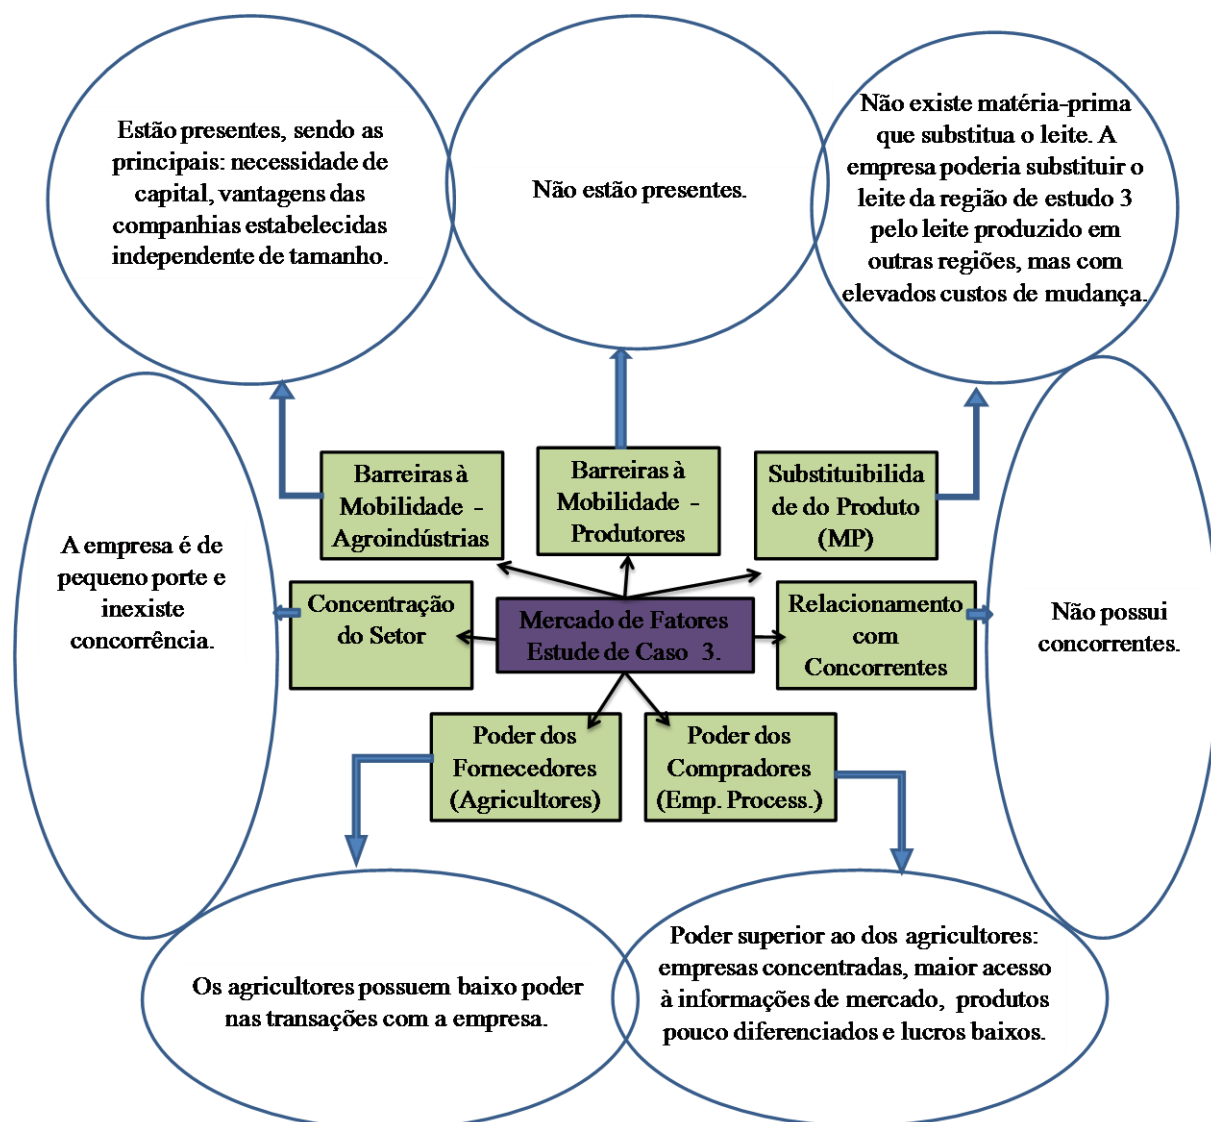 Estão presentes, sendo as
principais: necessidade de
capital, vantagens das
companhias estabelecidas
independente de tamanho.
Não estão presentes.
Não existe matéria-prima
que substitua o leite. A
empresa poderia substituir o
leite da região de estudo 3
pelo leite produzido em
outras regiões, mas com
elevados custos de mudança.
Barreiras à
Mobilidade -
Agroindústrias
Barreiras à
Mobilidade -
Produtores
Substituibilida
de do Produto
(MP)
A empresa é de
pequeno porte e
inexiste
concorrência.
Concentração
do Setor
Mercado de Fatores
Estude de Caso 3.
Relacionamento
com
Concorrentes
Não possui
concorrentes.
Poder dos
Fornecedores
(Agricultores)
Poder dos
Compradores
(Emp. Process.)
Os agricultores possuem baixo poder
nas transações com a empresa.
Poder superior ao dos agricultores:
empresas concentradas, maior acesso
à informações de mercado, produtos
pouco diferenciados e lucros baixos.